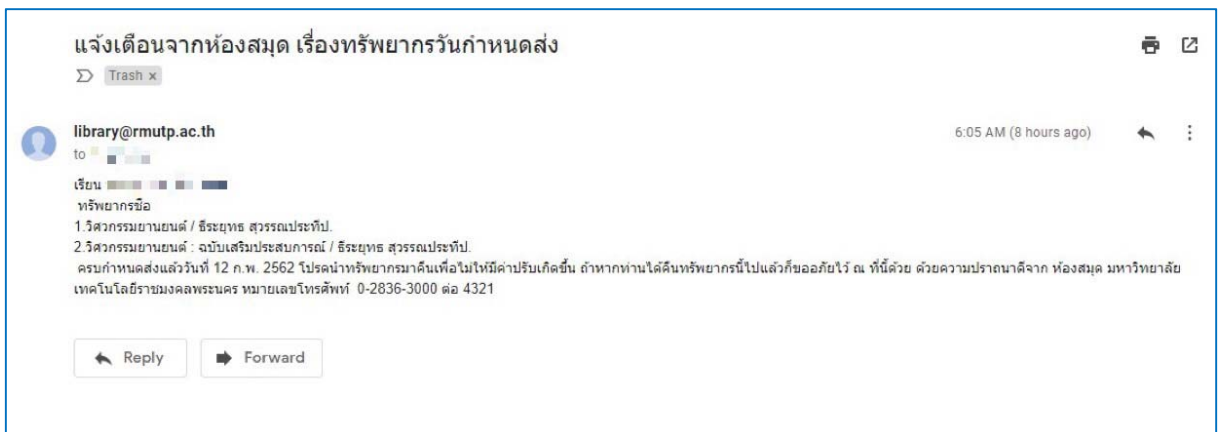 แจ้งเตือนจากห้องสมุด เรื่องทรัพยากรวันกำหนดส่ง
Trash x
library@rmutp.ac.th
6:05 AM (8 hours ago)
to
เรียน
ทรัพยากรชื่อ
1.วิศวกรรมยานยนต์ / ธีระยุทธ สุวรรณประทีป.
2.วิศวกรรมยานยนต์ : ฉบับเสริมประสบการณ์ / ธีระยุทธ สุวรรณประทีป.
ครบกำหนดส่งแล้ววันที่ 12 ก.พ. 2562 โปรดนำทรัพยากรมาคืนเพื่อไม่ให้มีค่าปรับเกิดขึ้น ถ้าหากท่านได้คืนทรัพยากรนี้ไปแล้วก็ขออภัยไว้ ณ ที่นี้ด้วย ด้วยความปราถนาดีจาก ห้องสมุด มหาวิทยาลัย
เทคโนโลยีราชมงคลพระนคร หมายเลขโทรศัพท์ 0-2836-3000 ต่อ 4321
Reply
Forward